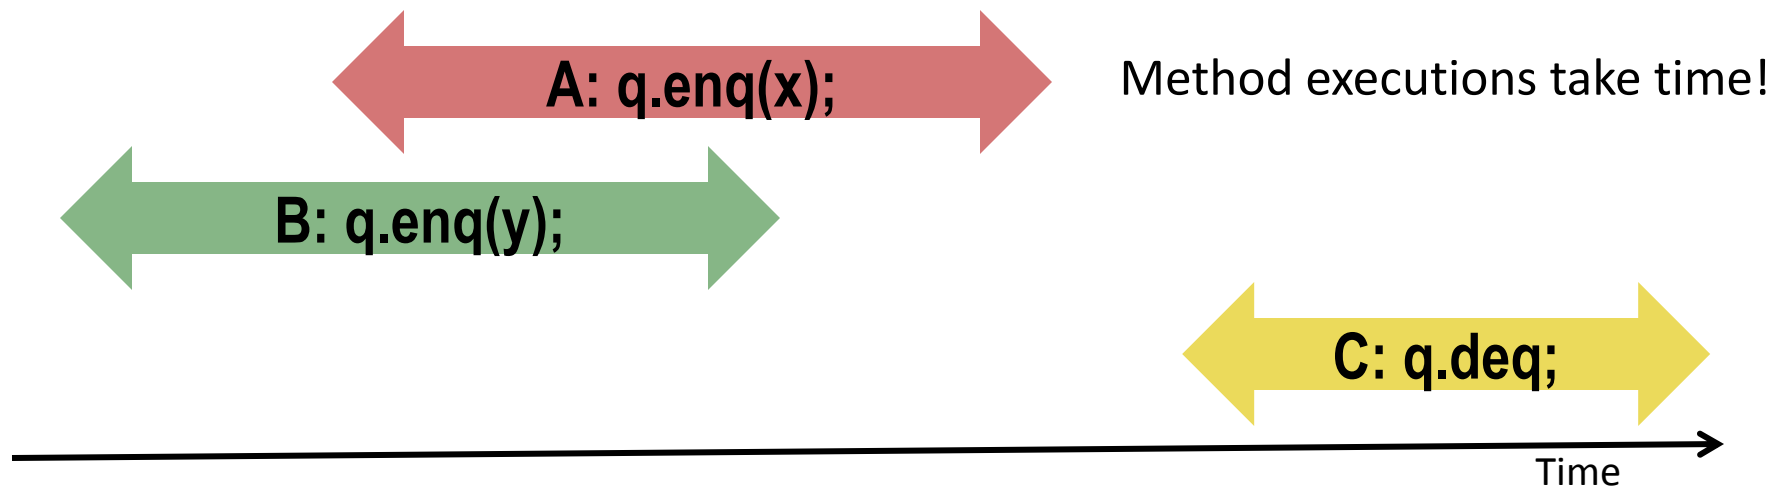 A: q.enq(x);
Method executions take time!
B: q.enq(y);
C: q.deq;
Time